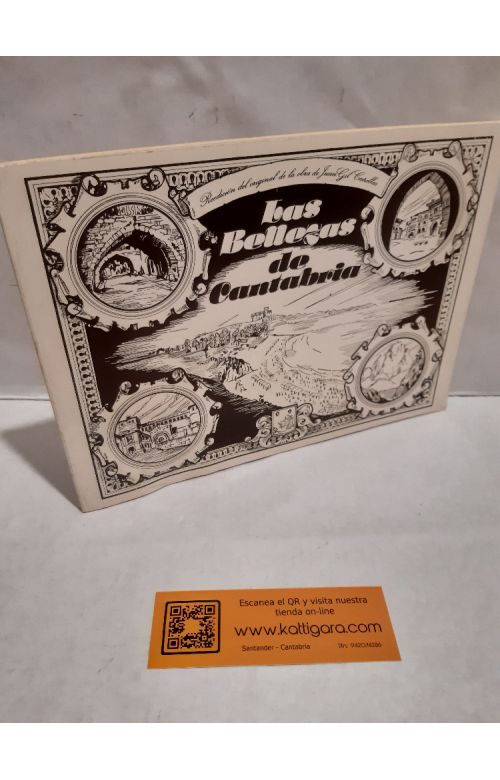 Reedición del original de la obra de Juan Gil Canellas
Las
Bellezas
de
Cantabria
Escanea el QR y visita nuestra
tienda on-line
www.kattigara.com
Santander - Cantabria